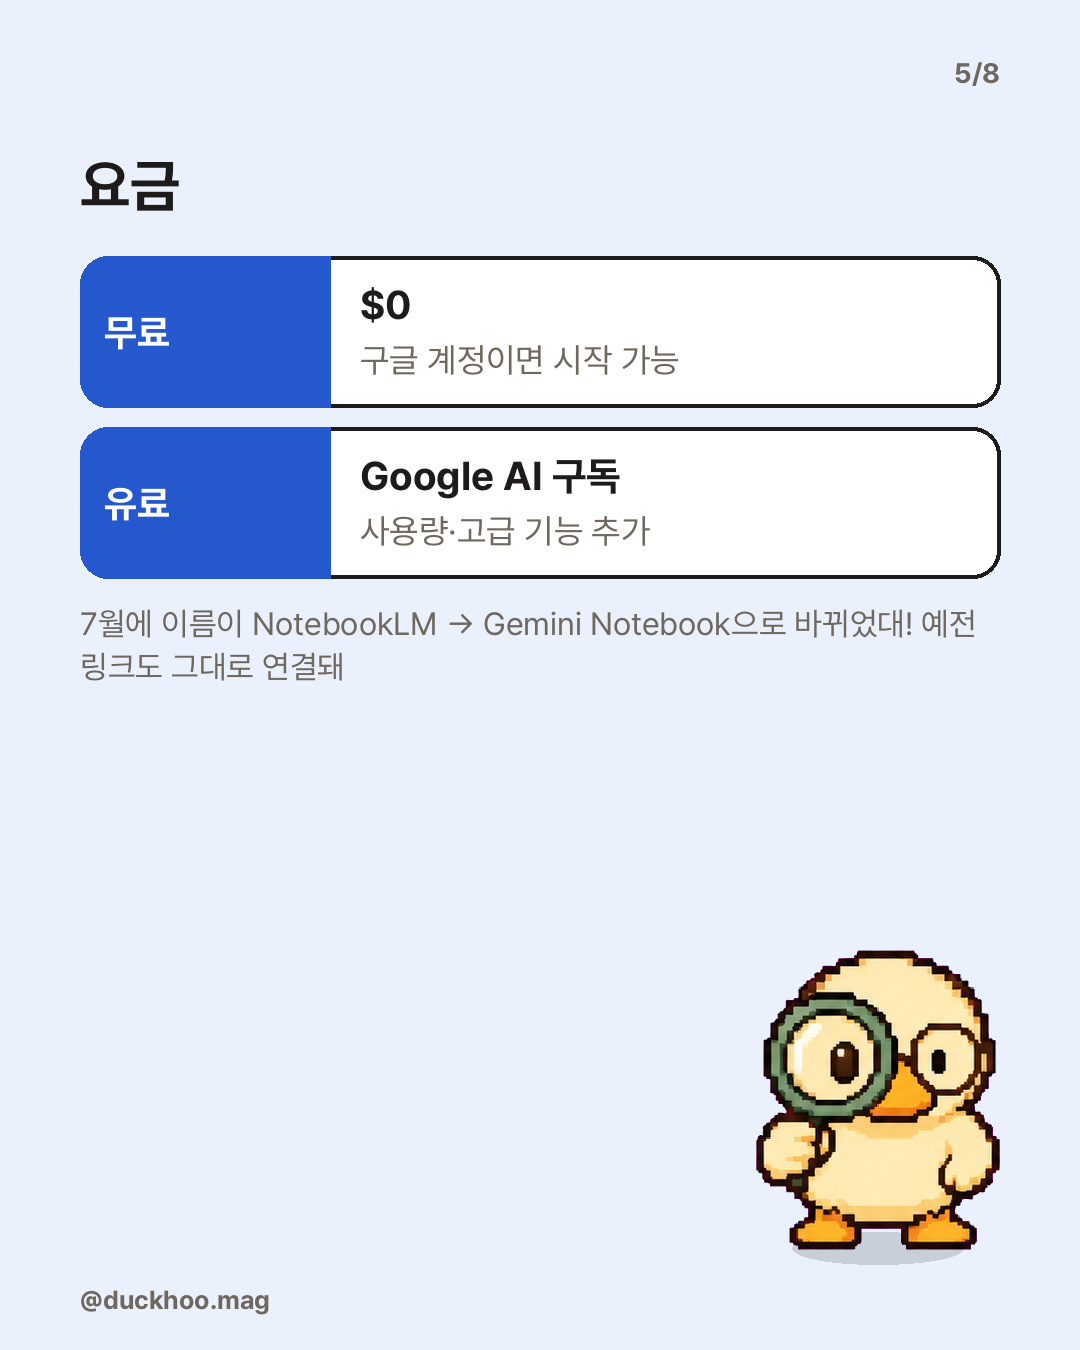 5/8
요금
무료
$0
구글 계정이면 시작 가능
유료
Google AI 구독
사용량·고급 기능 추가
7월에 이름이 NotebookLM → Gemini Notebook으로 바뀌었대! 예전
링크도 그대로 연결돼
@duckhoo.mag